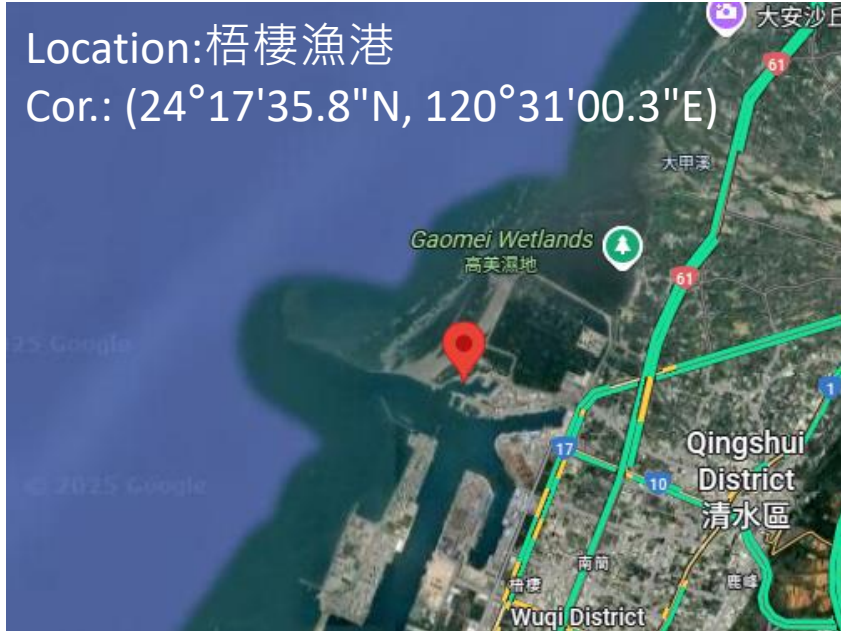 Location:梧棲漁港
Cor.: (24°17'35.8"N, 120°31'00.3"E)
大安沙丘
61
大甲溪
Gaomei Wetlands
高美濕地
61
25 Google
1
17
Qingshui
District
清水區
10
© 2025 Google
南簡
鹿峰
梧棲
Wuqi District